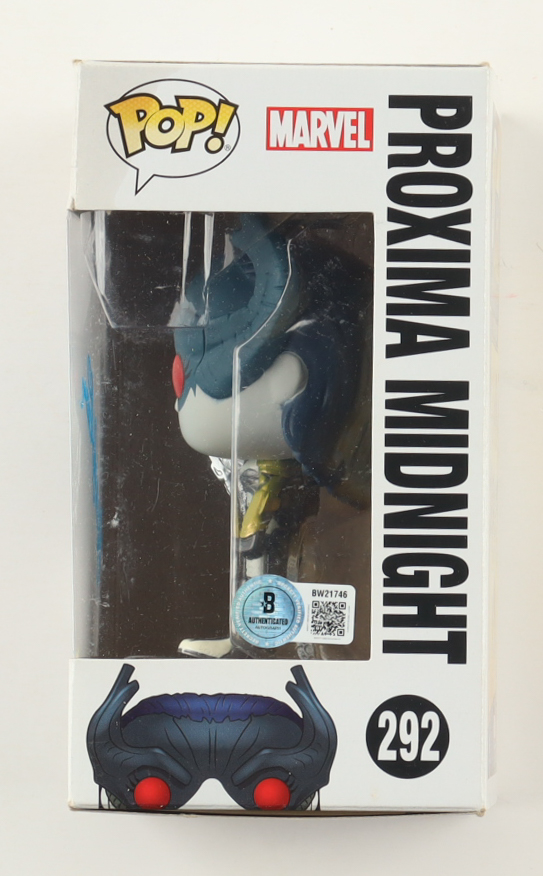 POP!
MARVEL
PROXIMA MIDNIGHT
B
AUTHENTICATED
BW21746
292